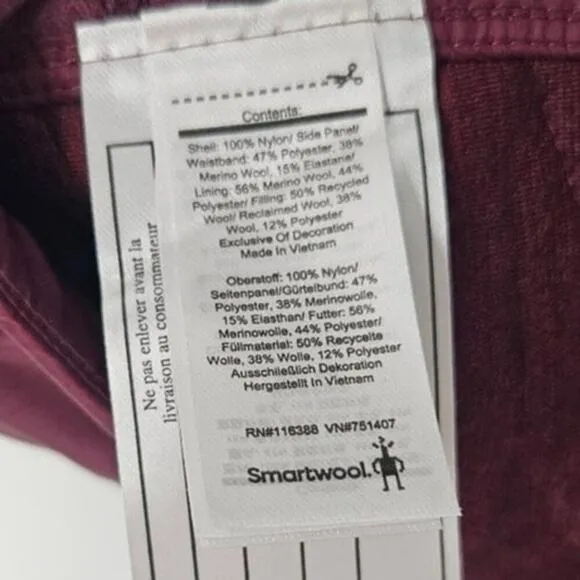 Contents:
Shell: 100% Nylon/ Side Panel/
Waistband: 47% Polyester, 38%
Merino Wool, 15% Elastane/
Lining: 56% Merino Wool, 44%
Polyester/ Filling: 50% Recycled
Wool/ Reclaimed Wool, 38%
Wool, 12% Polyester
Exclusive Of Decoration
Made in Vietnam
Oberstoff: 100% Nylon/
Seitenpanel/Gürtelbund: 47%
Polyester, 38% Merinowolle,
15% Elasthan/ Futter: 56%
Merinowolle, 44% Polyester/
Füllmaterial: 50% Recycelte
Wolle, 38% Wolle, 12% Polyester
Ausschließlich Dekoration
Hergestellt In Vietnam
RN#116388 VN#751407
Smartwool.
Ne pas enlever avant la
livraison au consommateur